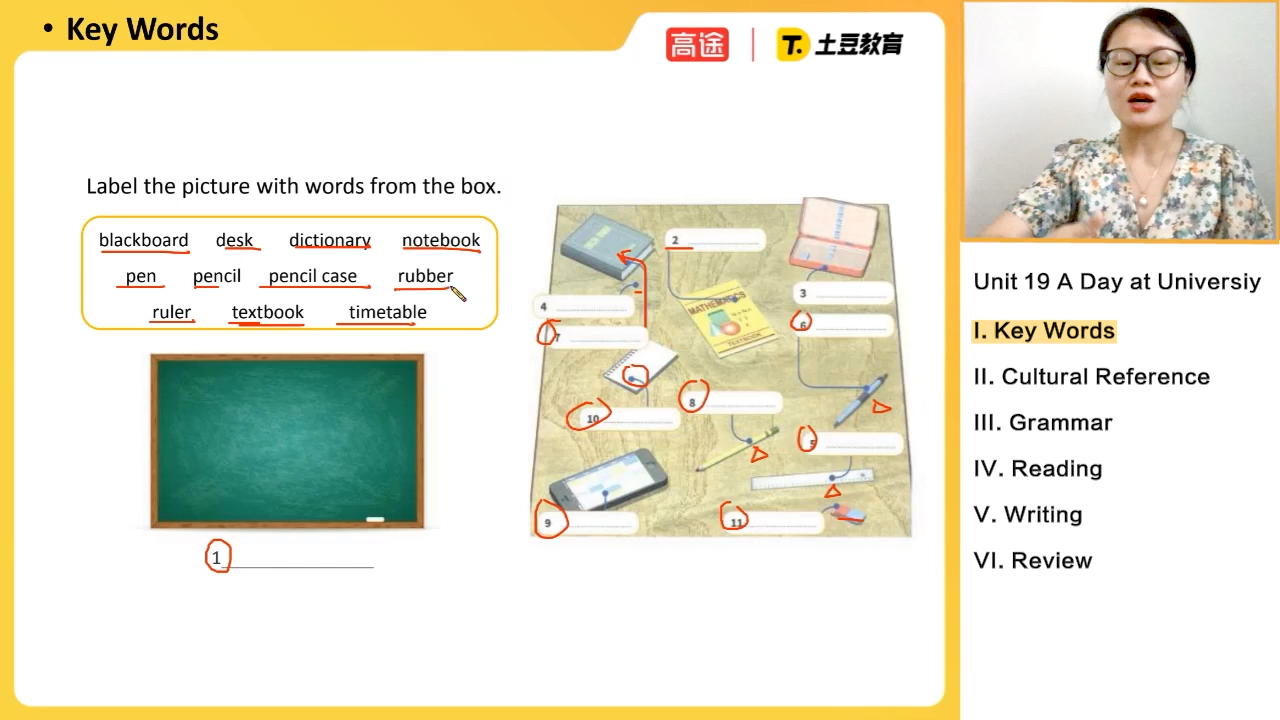 • Key Words
高途
T. 土豆教育
Label the picture with words from the box.
blackboard desk dictionary notebook
pen pencil pencil case rubber
ruler textbook timetable
2
3
4
MATHEMATICS
6
7
TEXTBOOK
8
10
5
9
11
1
Unit 19 A Day at Universiy
I. Key Words
II. Cultural Reference
III. Grammar
IV. Reading
V. Writing
VI. Review